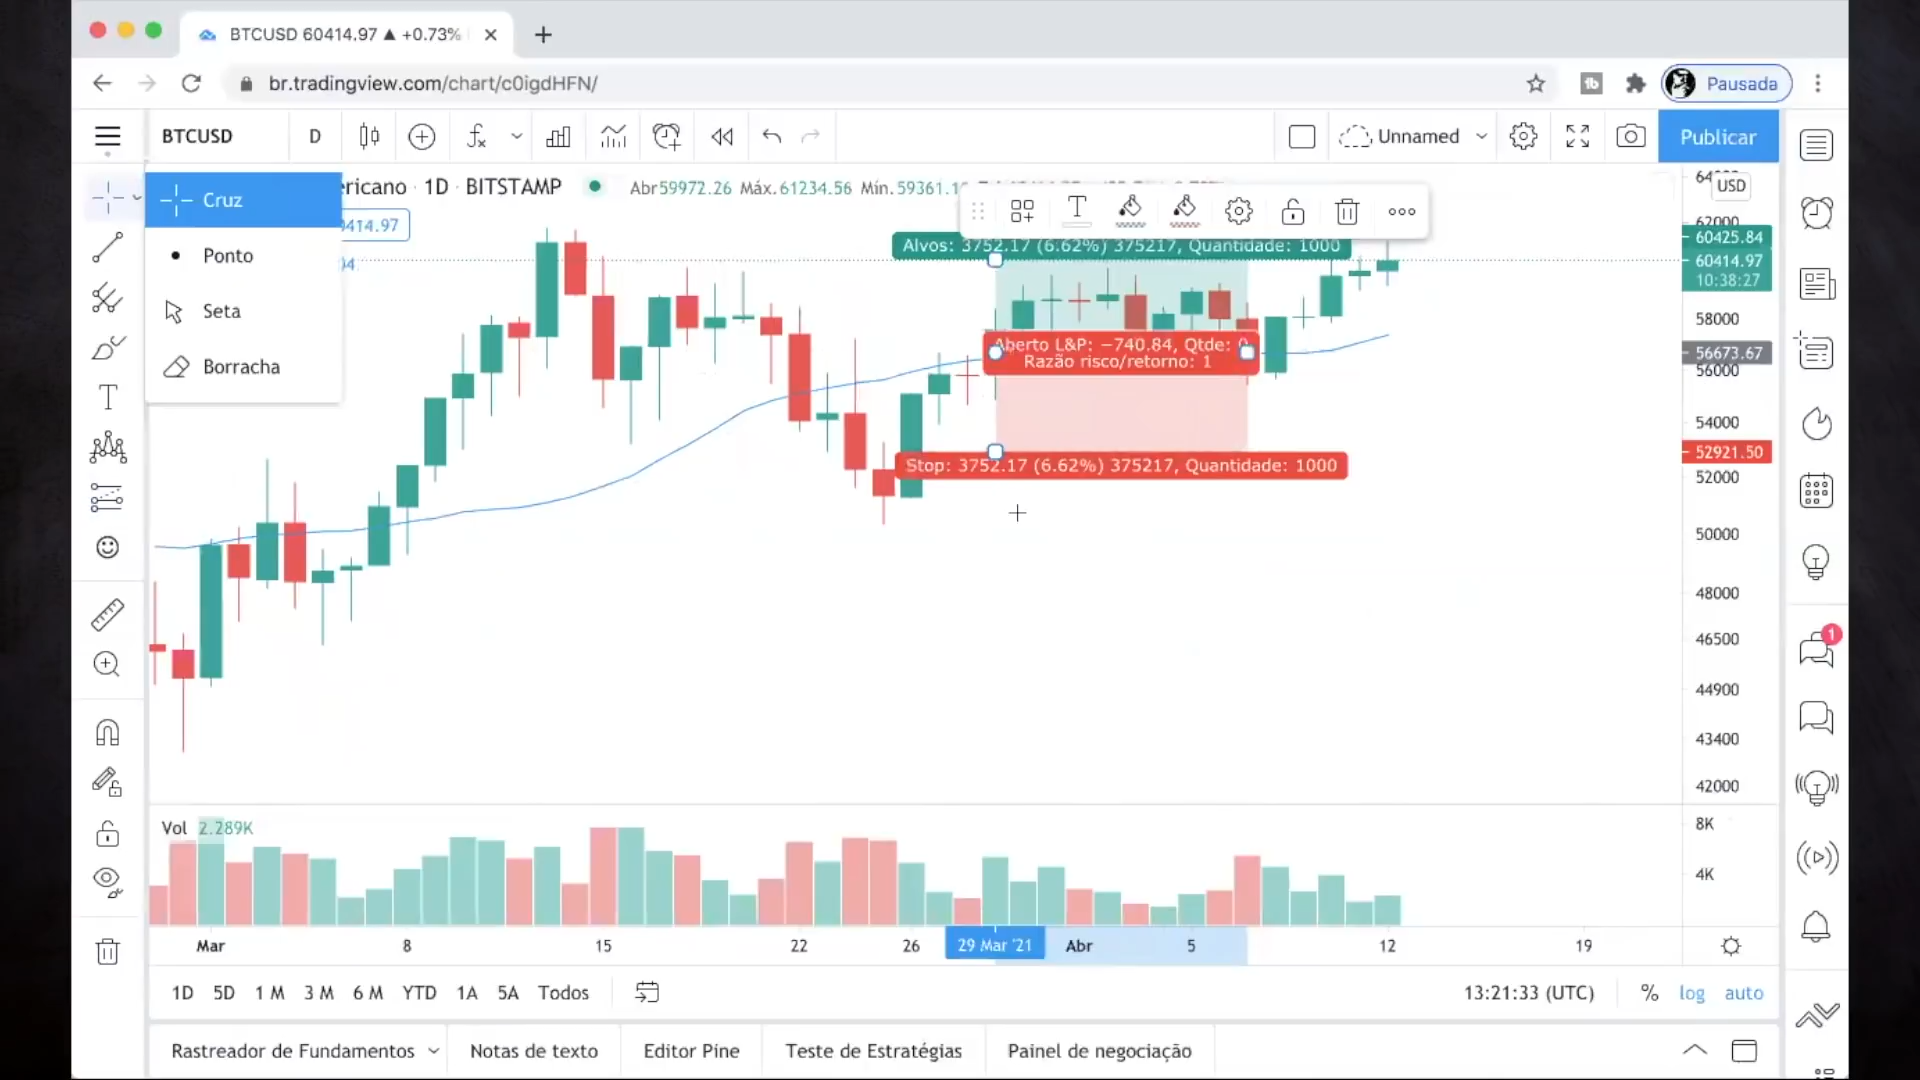 BTCUSD 60414.97 ▲ +0.73%
br.tradingview.com/chart/c0igdHFN/
Pausada
BTCUSD
D
Unnamed
Publicar
ericano · 1D · BITSTAMP
Abr59972.26 Máx.61234.56 Mín.59361.1
USD
Cruz
Ponto
Seta
Borracha
0414.97
Alvos: 3752.17 (6.62%) 375217, Quantidade: 1000
Aberto L&P: −740.84, Qtde: 0
Razão risco/retorno: 1
Stop: 3752.17 (6.62%) 375217, Quantidade: 1000
62000
60425.84
60414.97
10:38:27
58000
56673.67
56000
54000
52921.50
52000
50000
48000
46500
44900
43400
42000
1
Vol 2.289K
8K
4K
Mar 8 15 22 26 29 Mar '21 Abr 5 12 19
1D 5D 1 M 3 M 6 M YTD 1A 5A Todos
13:21:33 (UTC) % log auto
Rastreador de Fundamentos Notas de texto Editor Pine Teste de Estratégias Painel de negociação